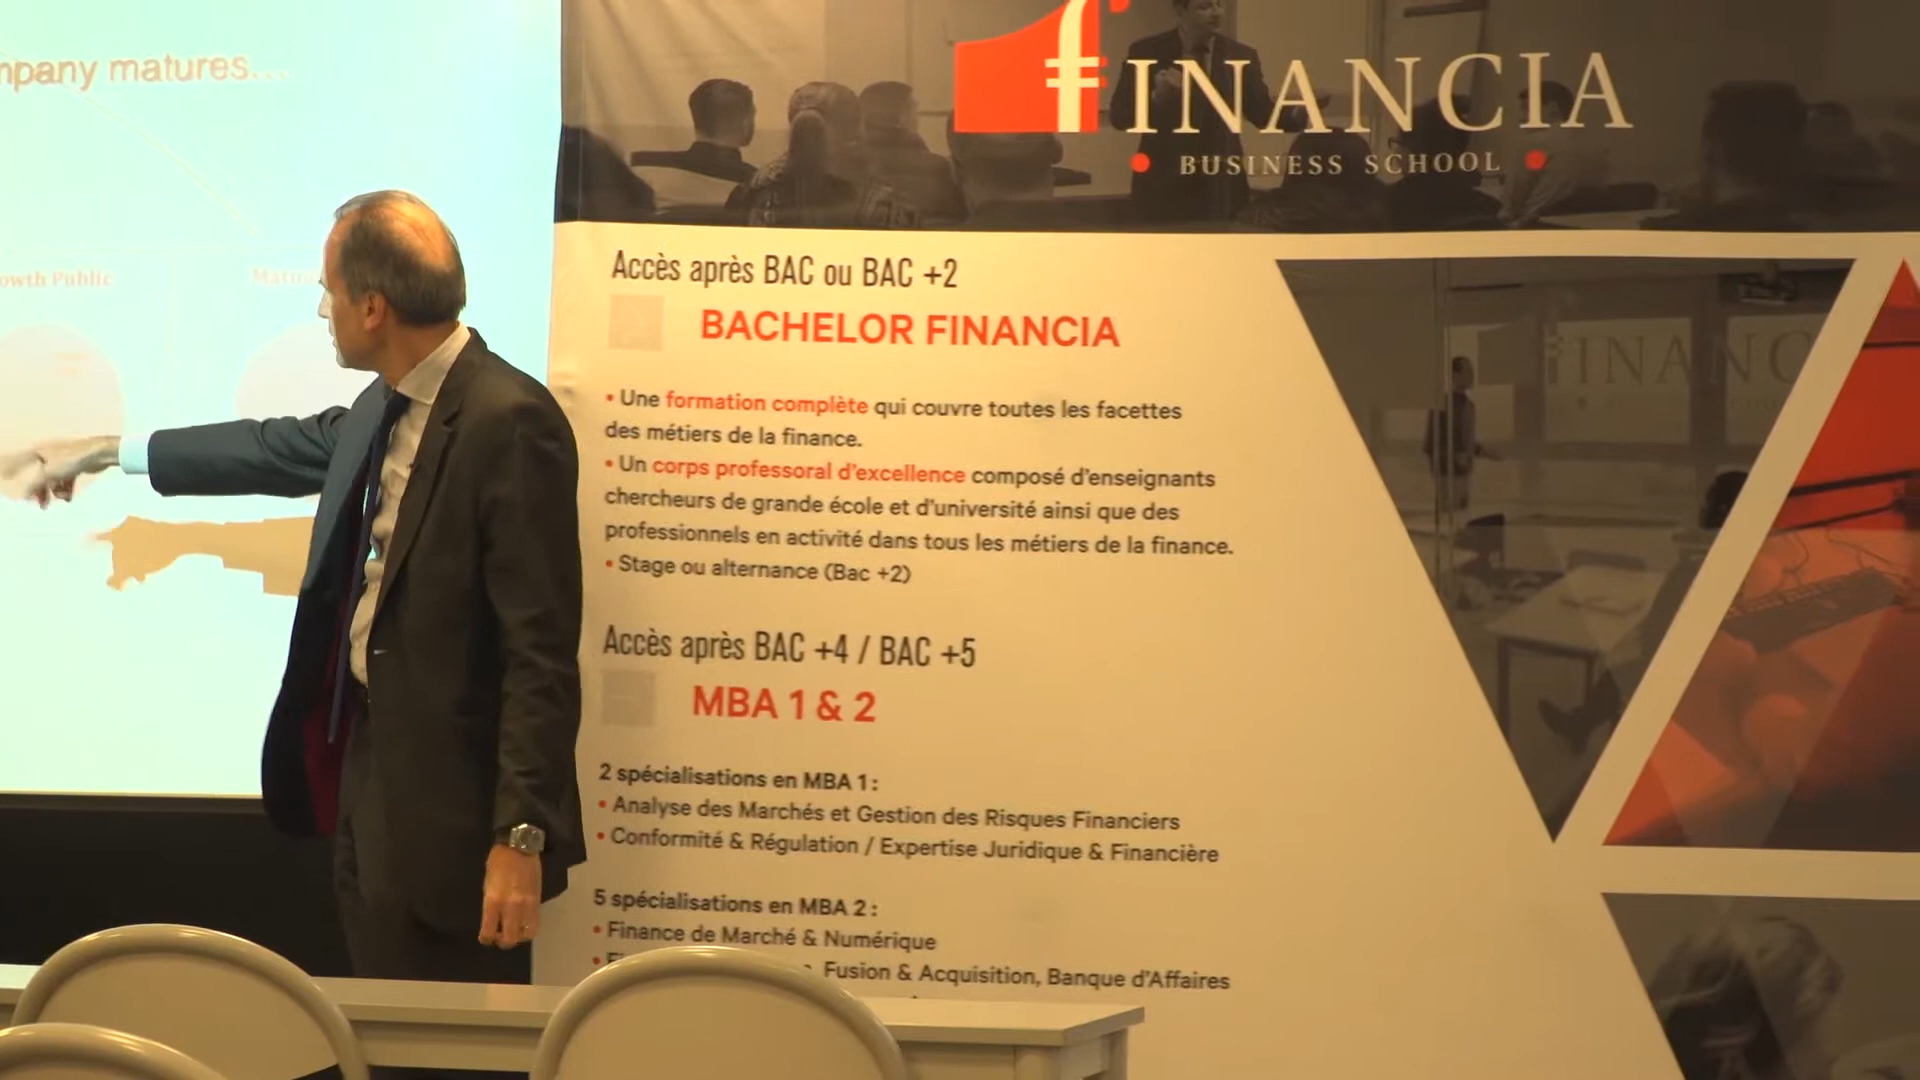 mpany matures...
owth Public
FINANCIA
BUSINESS SCHOOL
Accès après BAC ou BAC +2
BACHELOR FINANCIA
• Une formation complète qui couvre toutes les facettes
des métiers de la finance.
• Un corps professoral d'excellence composé d'enseignants
chercheurs de grande école et d'université ainsi que des
professionnels en activité dans tous les métiers de la finance.
• Stage ou alternance (Bac +2)
Accès après BAC +4 / BAC +5
MBA 1 & 2
2 spécialisations en MBA 1 :
• Analyse des Marchés et Gestion des Risques Financiers
• Conformité & Régulation / Expertise Juridique & Financière
5 spécialisations en MBA 2 :
• Finance de Marché & Numérique
• Fusion & Acquisition, Banque d'Affaires
FINANC